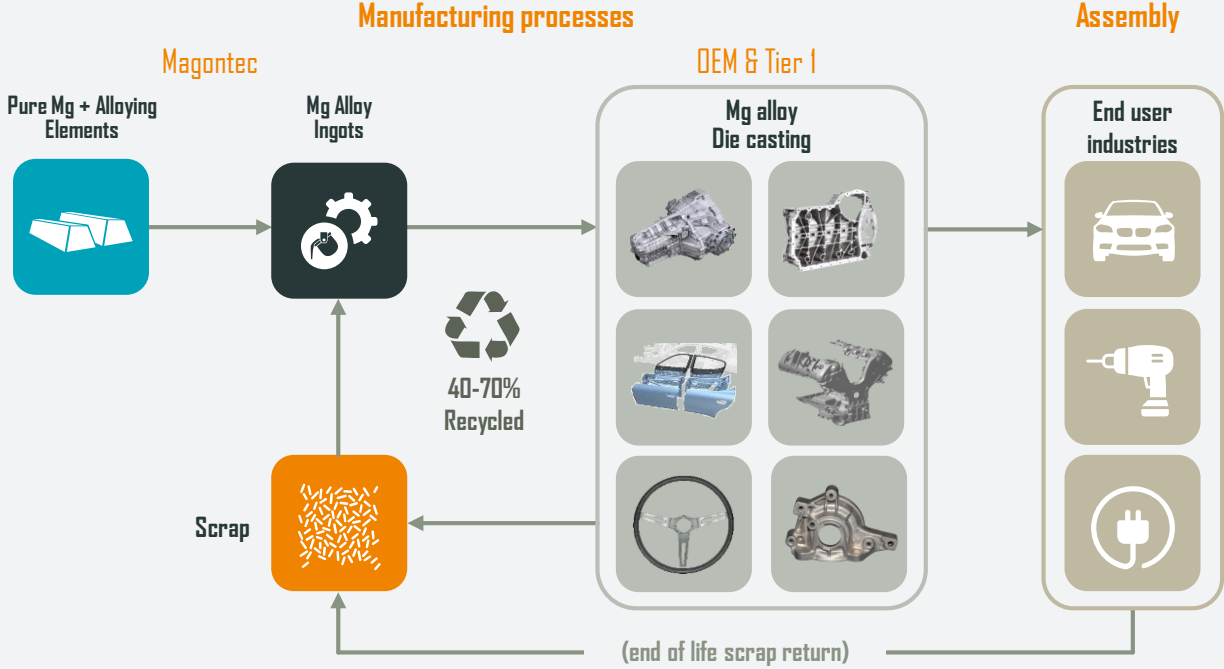 Manufacturing processes
Assembly
Magontec
OEM & Tier 1
Pure Mg + Alloying
Elements
Mg Alloy
Ingots
Mg alloy
Die casting
End user
industries
40-70%
Recycled
Scrap
(end of life scrap return)